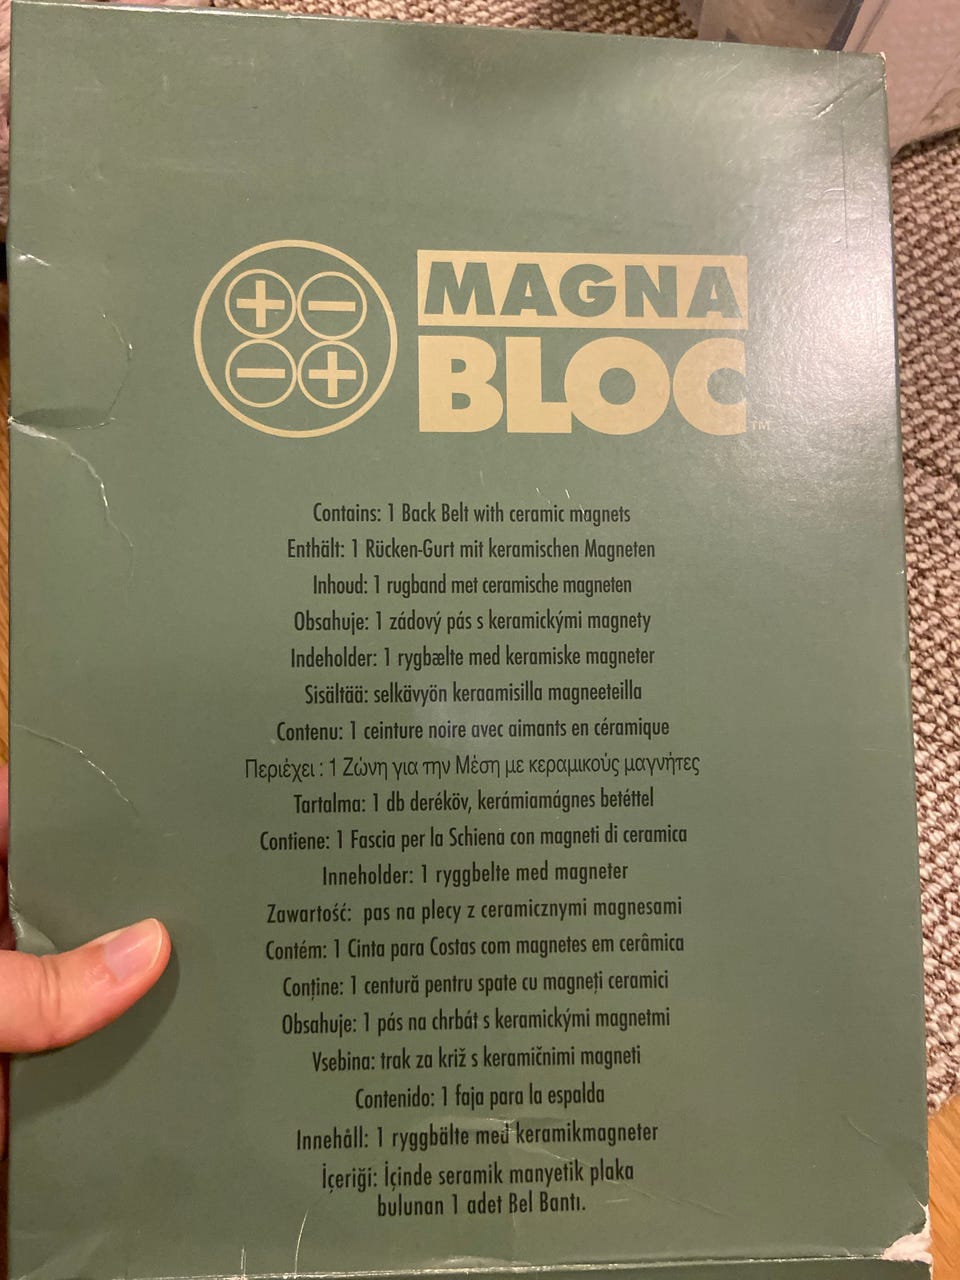 MAGNA
BLOC™
Contains: 1 Back Belt with ceramic magnets
Enthält: 1 Rücken-Gurt mit keramischen Magneten
Inhoud: 1 rugband met ceramische magneten
Obsahuje: 1 zádový pás s keramickými magnety
Indeholder: 1 rygbælte med keramiske magneter
Sisältää: selkävyön keraamisilla magneeteilla
Contenu: 1 ceinture noire avec aimants en céramique
Περιέχει : 1 Ζώνη για την Μέση με κεραμικούς μαγνήτες
Tartalma: 1 db deréköv, kerámiamágnes betéttel
Contiene: 1 Fascia per la Schiena con magneti di ceramica
Inneholder: 1 ryggbelte med magneter
Zawartość: pas na plecy z ceramicznymi magnesami
Contém: 1 Cinta para Costas com magnetes em cerâmica
Conține: 1 centură pentru spate cu magneți ceramici
Obsahuje: 1 pás na chrbát s keramickými magnetmi
Vsebina: trak za križ s keramičnimi magneti
Contenido: 1 faja para la espalda
Innehåll: 1 ryggbälte med keramikmagneter
İçeriği: İçinde seramik manyetik plaka
bulunan 1 adet Bel Bantı.